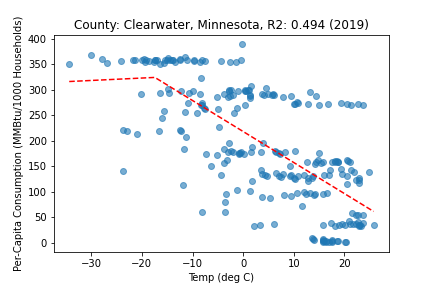 County: Clearwater, Minnesota, R2: 0.494 (2019)
Per-Capita Consumption (MMBtu/1000 Households)
400
350
300
250
200
150
100
50
0
−30 −20 −10 0 10 20
Temp (deg C)